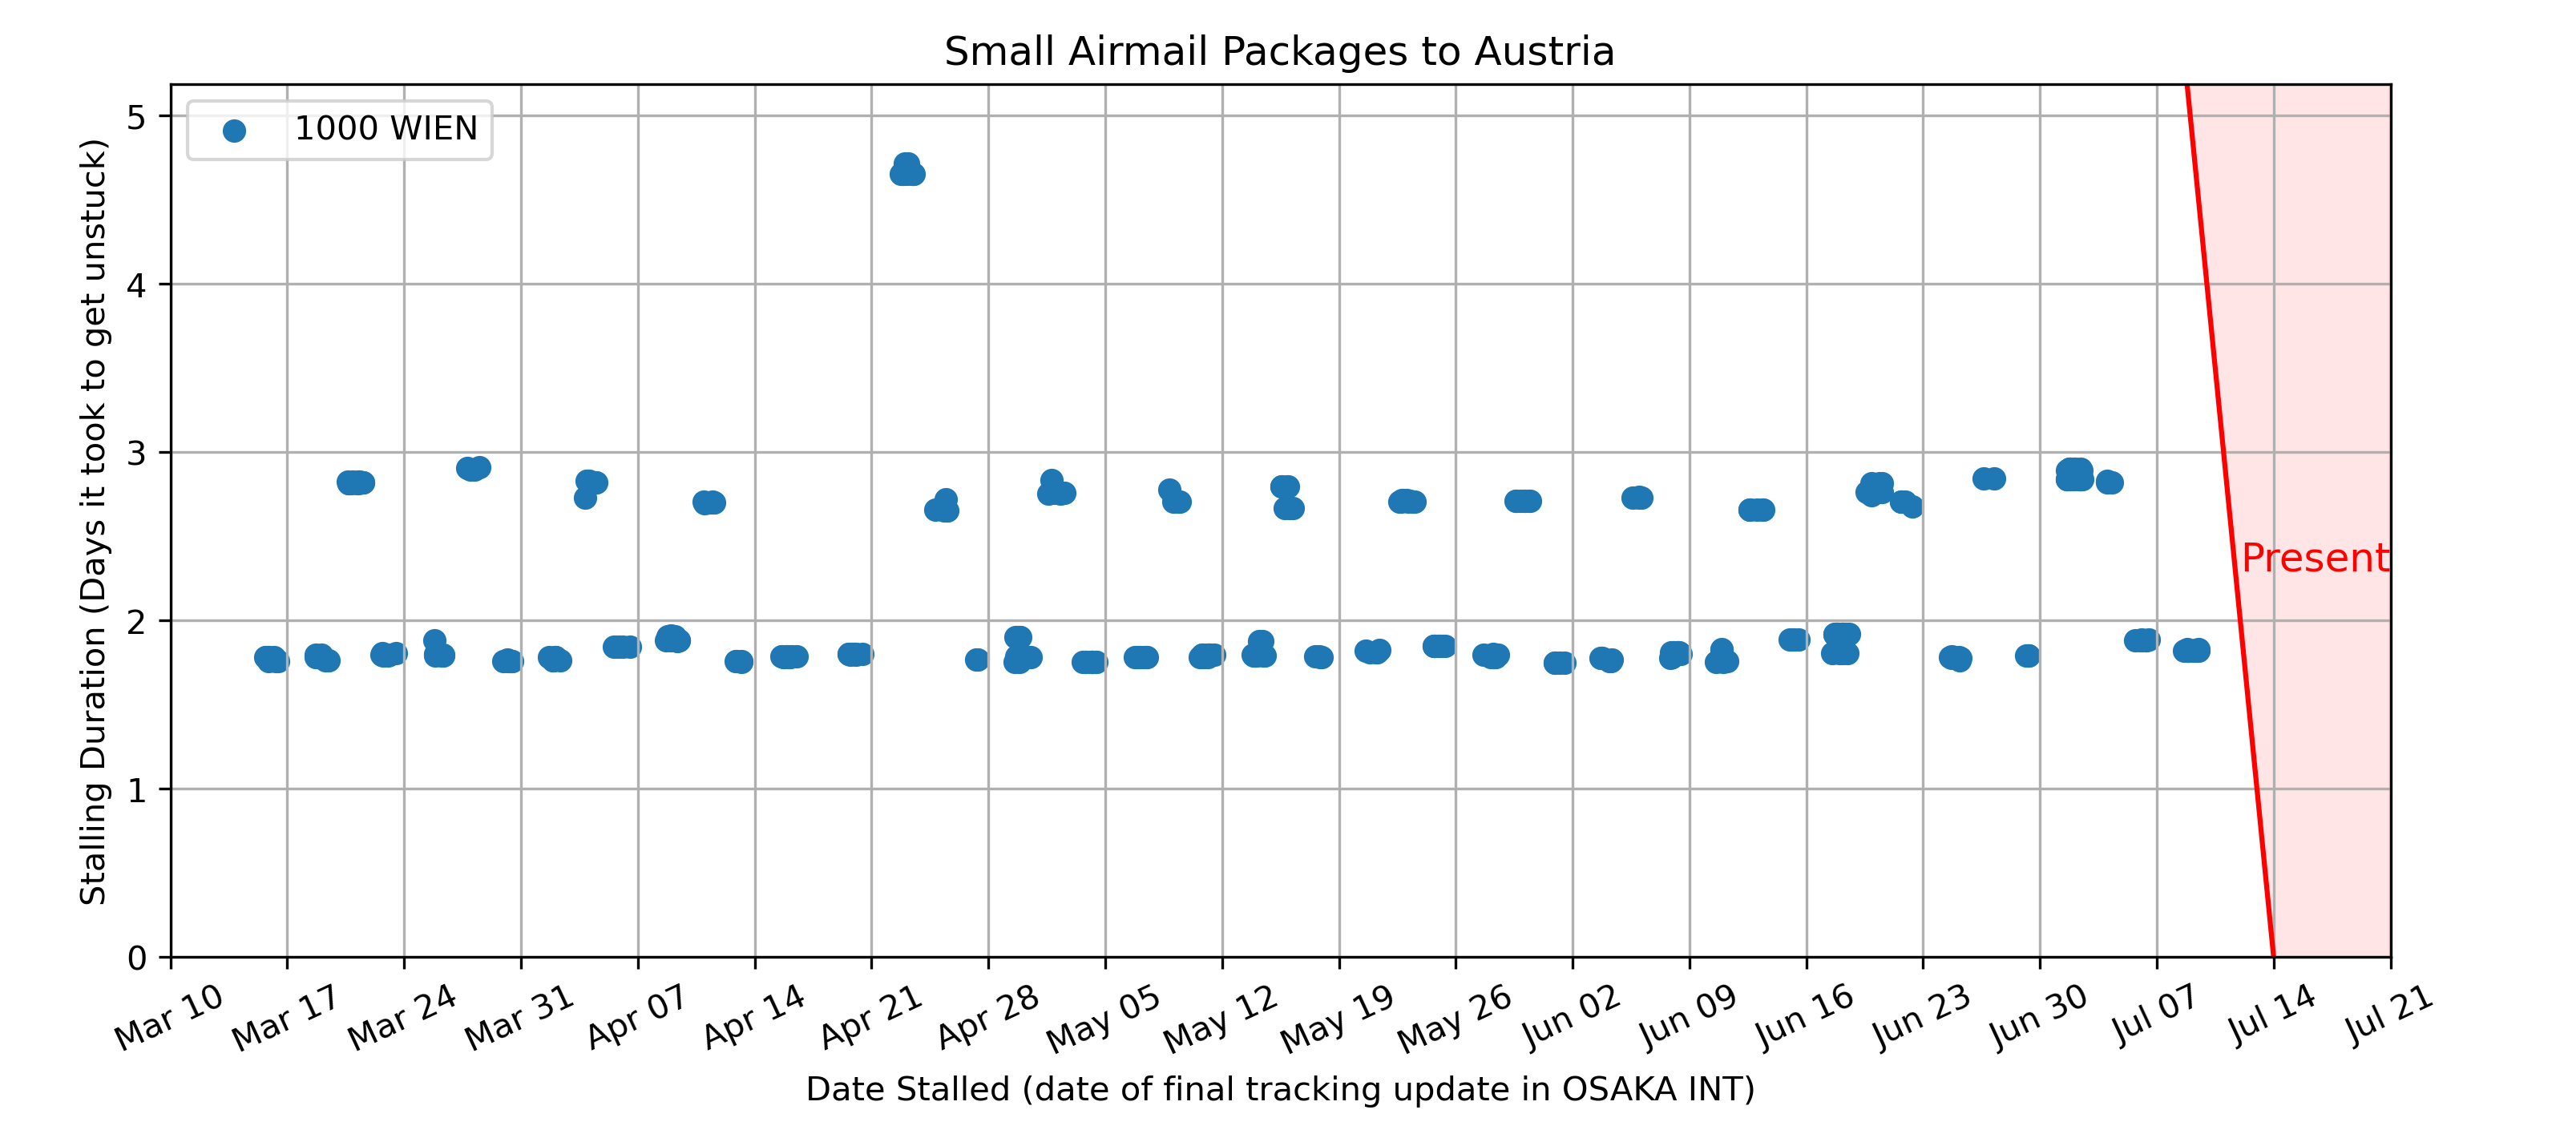 Small Airmail Packages to Austria
1000 WIEN
Stalling Duration (Days it took to get unstuck)
5
4
3
2
1
0
Present
Mar 10
Mar 17
Mar 24
Mar 31
Apr 07
Apr 14
Apr 21
Apr 28
May 05
May 12
May 19
May 26
Jun 02
Jun 09
Jun 16
Jun 23
Jun 30
Jul 07
Jul 14
Jul 21
Date Stalled (date of final tracking update in OSAKA INT)